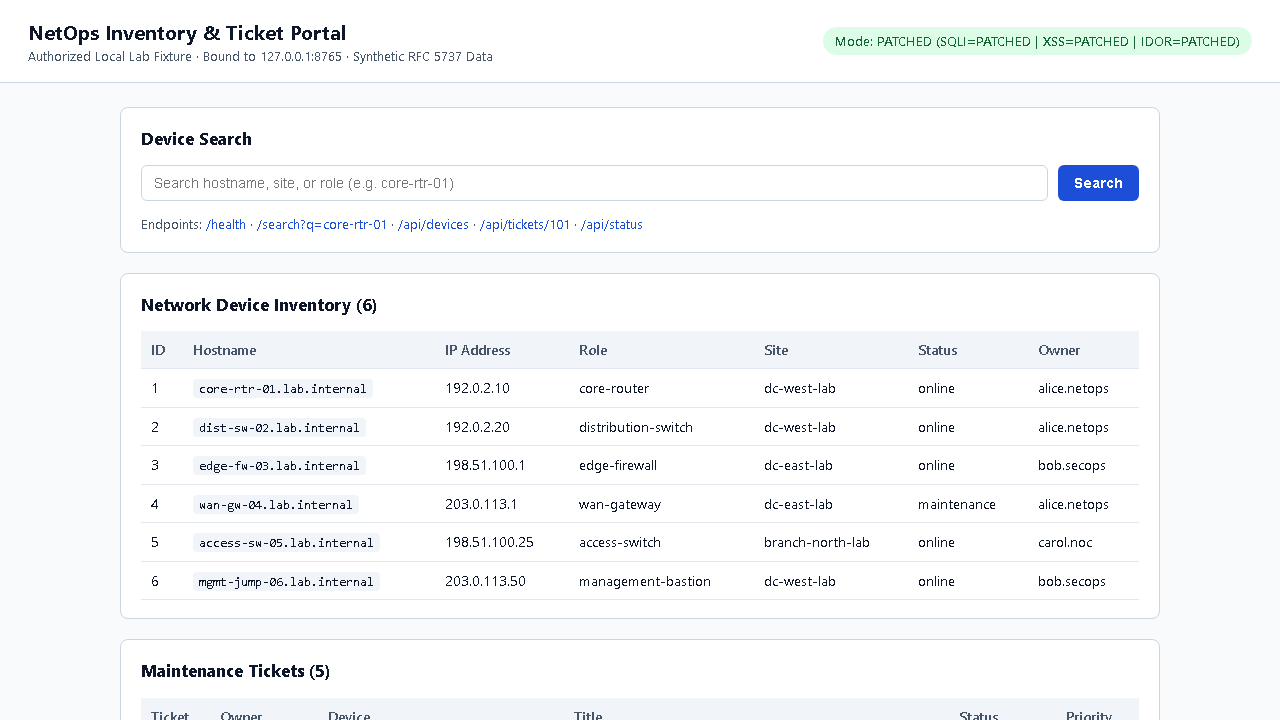 NetOps Inventory & Ticket Portal
Authorized Local Lab Fixture · Bound to 127.0.0.1:8765 · Synthetic RFC 5737 Data
Mode: PATCHED (SQLI=PATCHED | XSS=PATCHED | IDOR=PATCHED)
Device Search
Search hostname, site, or role (e.g. core-rtr-01)
Search
Endpoints: /health · /search?q=core-rtr-01 · /api/devices · /api/tickets/101 · /api/status
Network Device Inventory (6)
ID Hostname IP Address Role Site Status Owner
1 core-rtr-01.lab.internal 192.0.2.10 core-router dc-west-lab online alice.netops
2 dist-sw-02.lab.internal 192.0.2.20 distribution-switch dc-west-lab online alice.netops
3 edge-fw-03.lab.internal 198.51.100.1 edge-firewall dc-east-lab online bob.secops
4 wan-gw-04.lab.internal 203.0.113.1 wan-gateway dc-east-lab maintenance alice.netops
5 access-sw-05.lab.internal 198.51.100.25 access-switch branch-north-lab online carol.noc
6 mgmt-jump-06.lab.internal 203.0.113.50 management-bastion dc-west-lab online bob.secops
Maintenance Tickets (5)
Ticket Owner Device Title Status Priority